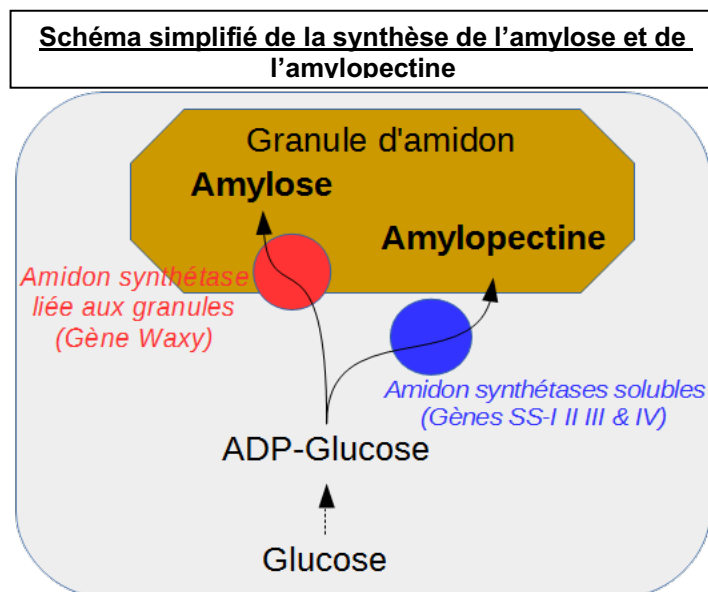 Schéma simplifié de la synthèse de l’amylose et de
l’amylopectine
Granule d'amidon
Amylose
Amylopectine
Amidon synthétase
liée aux granules
(Gène Waxy)
Amidon synthétases solubles
(Gènes SS-I II III & IV)
ADP-Glucose
Glucose